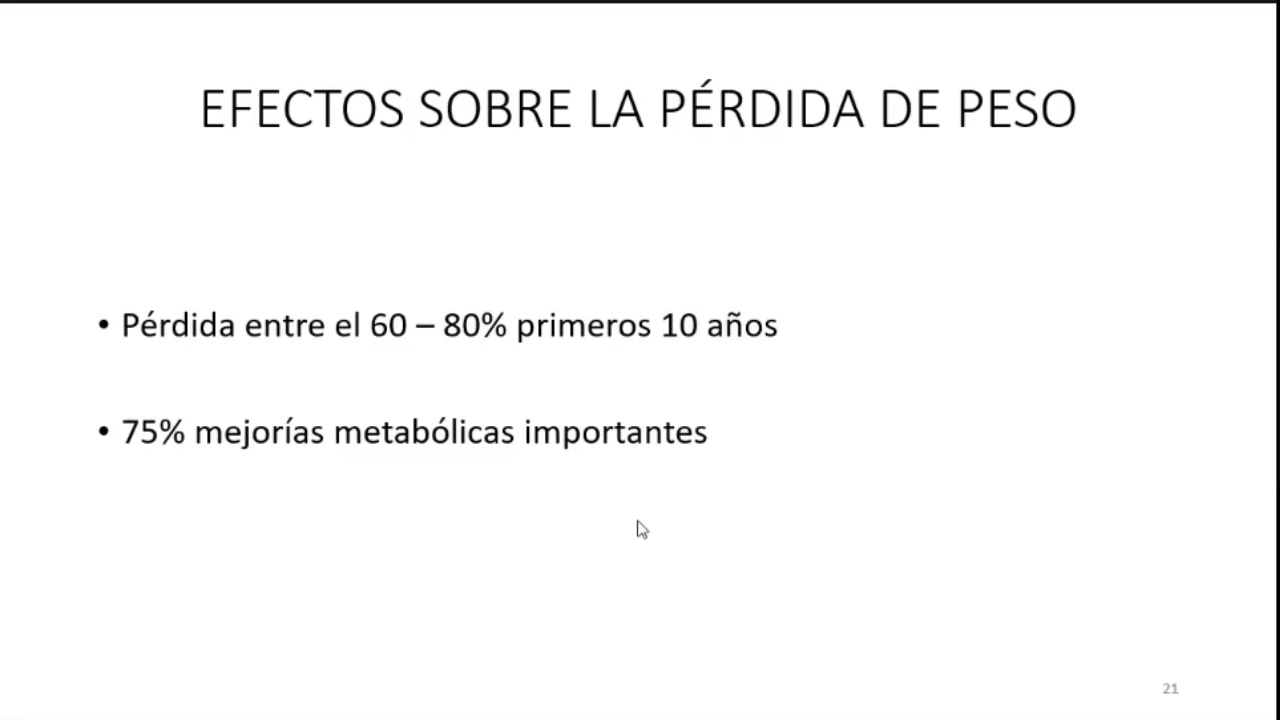 EFECTOS SOBRE LA PÉRDIDA DE PESO
• Pérdida entre el 60 – 80% primeros 10 años
• 75% mejorías metabólicas importantes
21